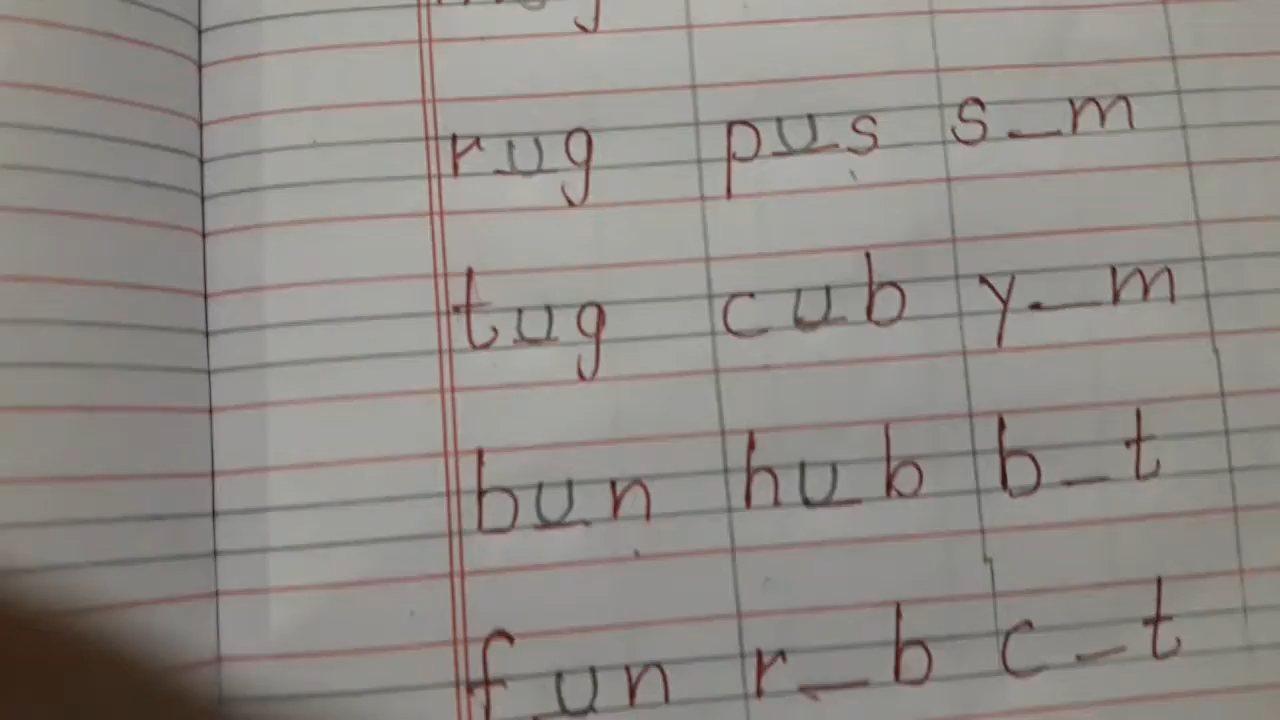 rug pus s_m
tug cub y_m
bun hub b_t
fun r_b c_t